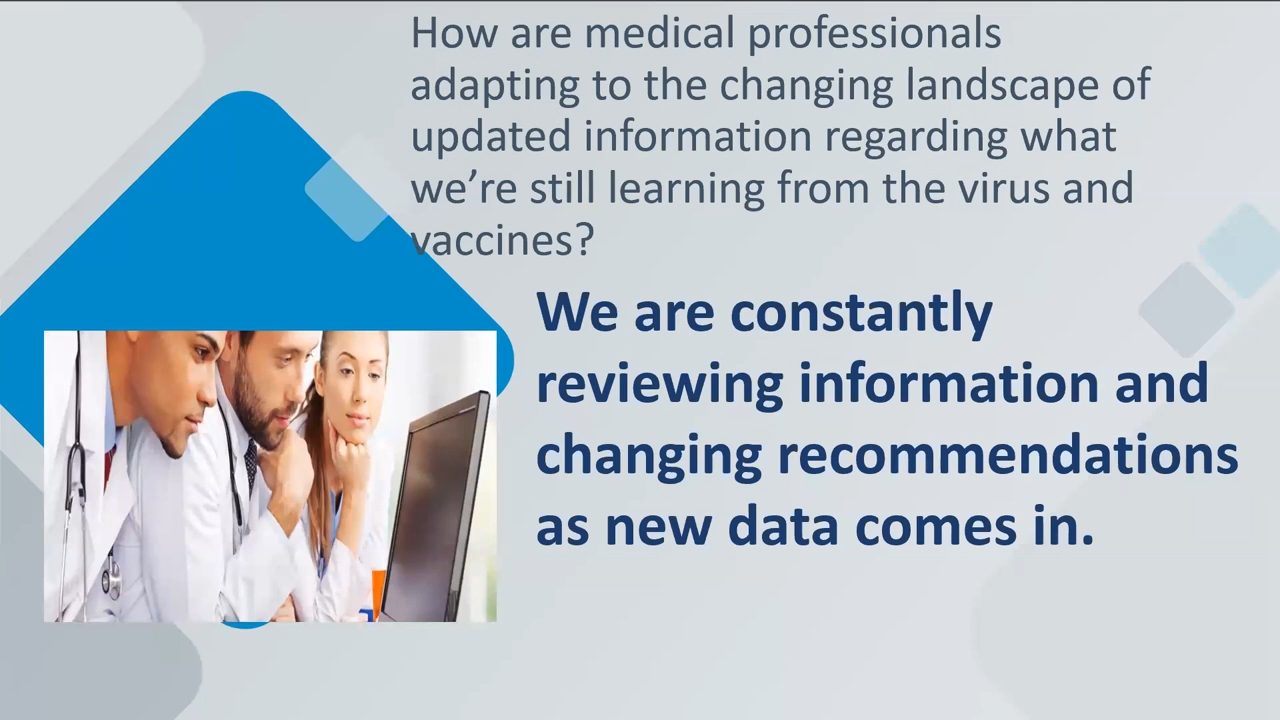 How are medical professionals
adapting to the changing landscape of
updated information regarding what
we’re still learning from the virus and
vaccines?
We are constantly
reviewing information and
changing recommendations
as new data comes in.